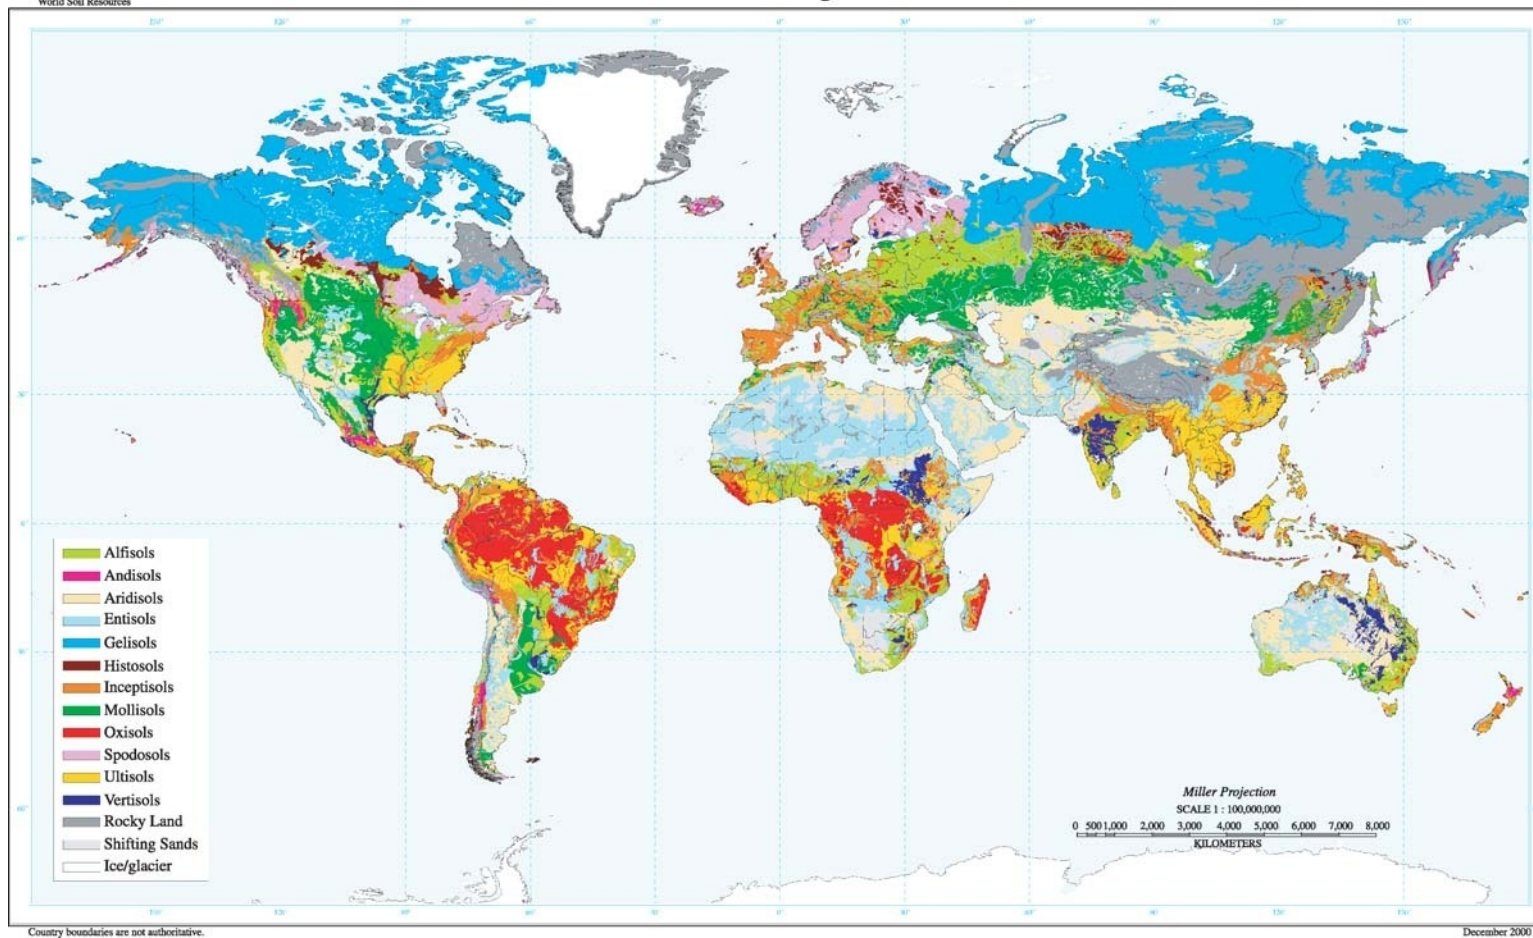 World Soil Resources
Alfisols
Andisols
Aridisols
Entisols
Gelisols
Histosols
Inceptisols
Mollisols
Oxisols
Spodosols
Ultisols
Vertisols
Rocky Land
Shifting Sands
Ice/glacier
Miller Projection
SCALE 1 : 100,000,000
0 500 1,000 2,000 3,000 4,000 5,000 6,000 7,000 8,000
KILOMETERS
Country boundaries are not authoritative.
December 2000